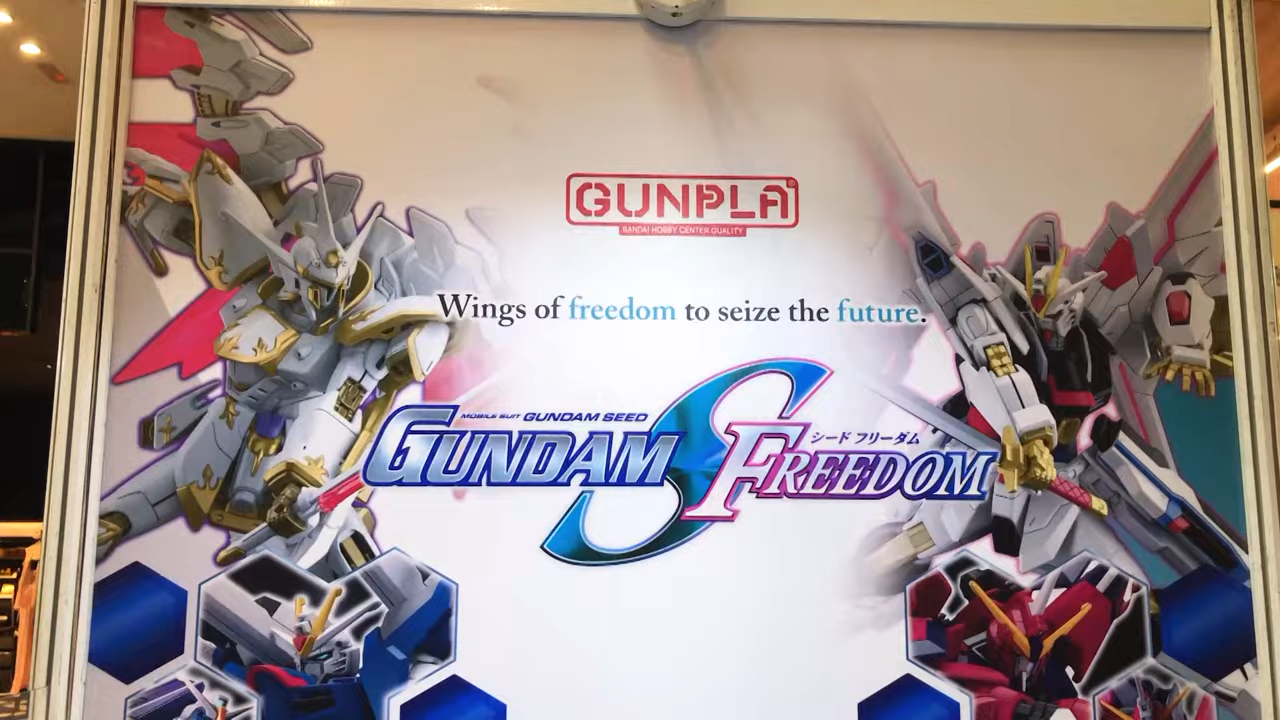 GUNPLA
BANDAI HOBBY CENTER QUALITY
Wings of freedom to seize the future.
MOBILE SUIT GUNDAM SEED
GUNDAM S FREEDOM
シード フリーダム